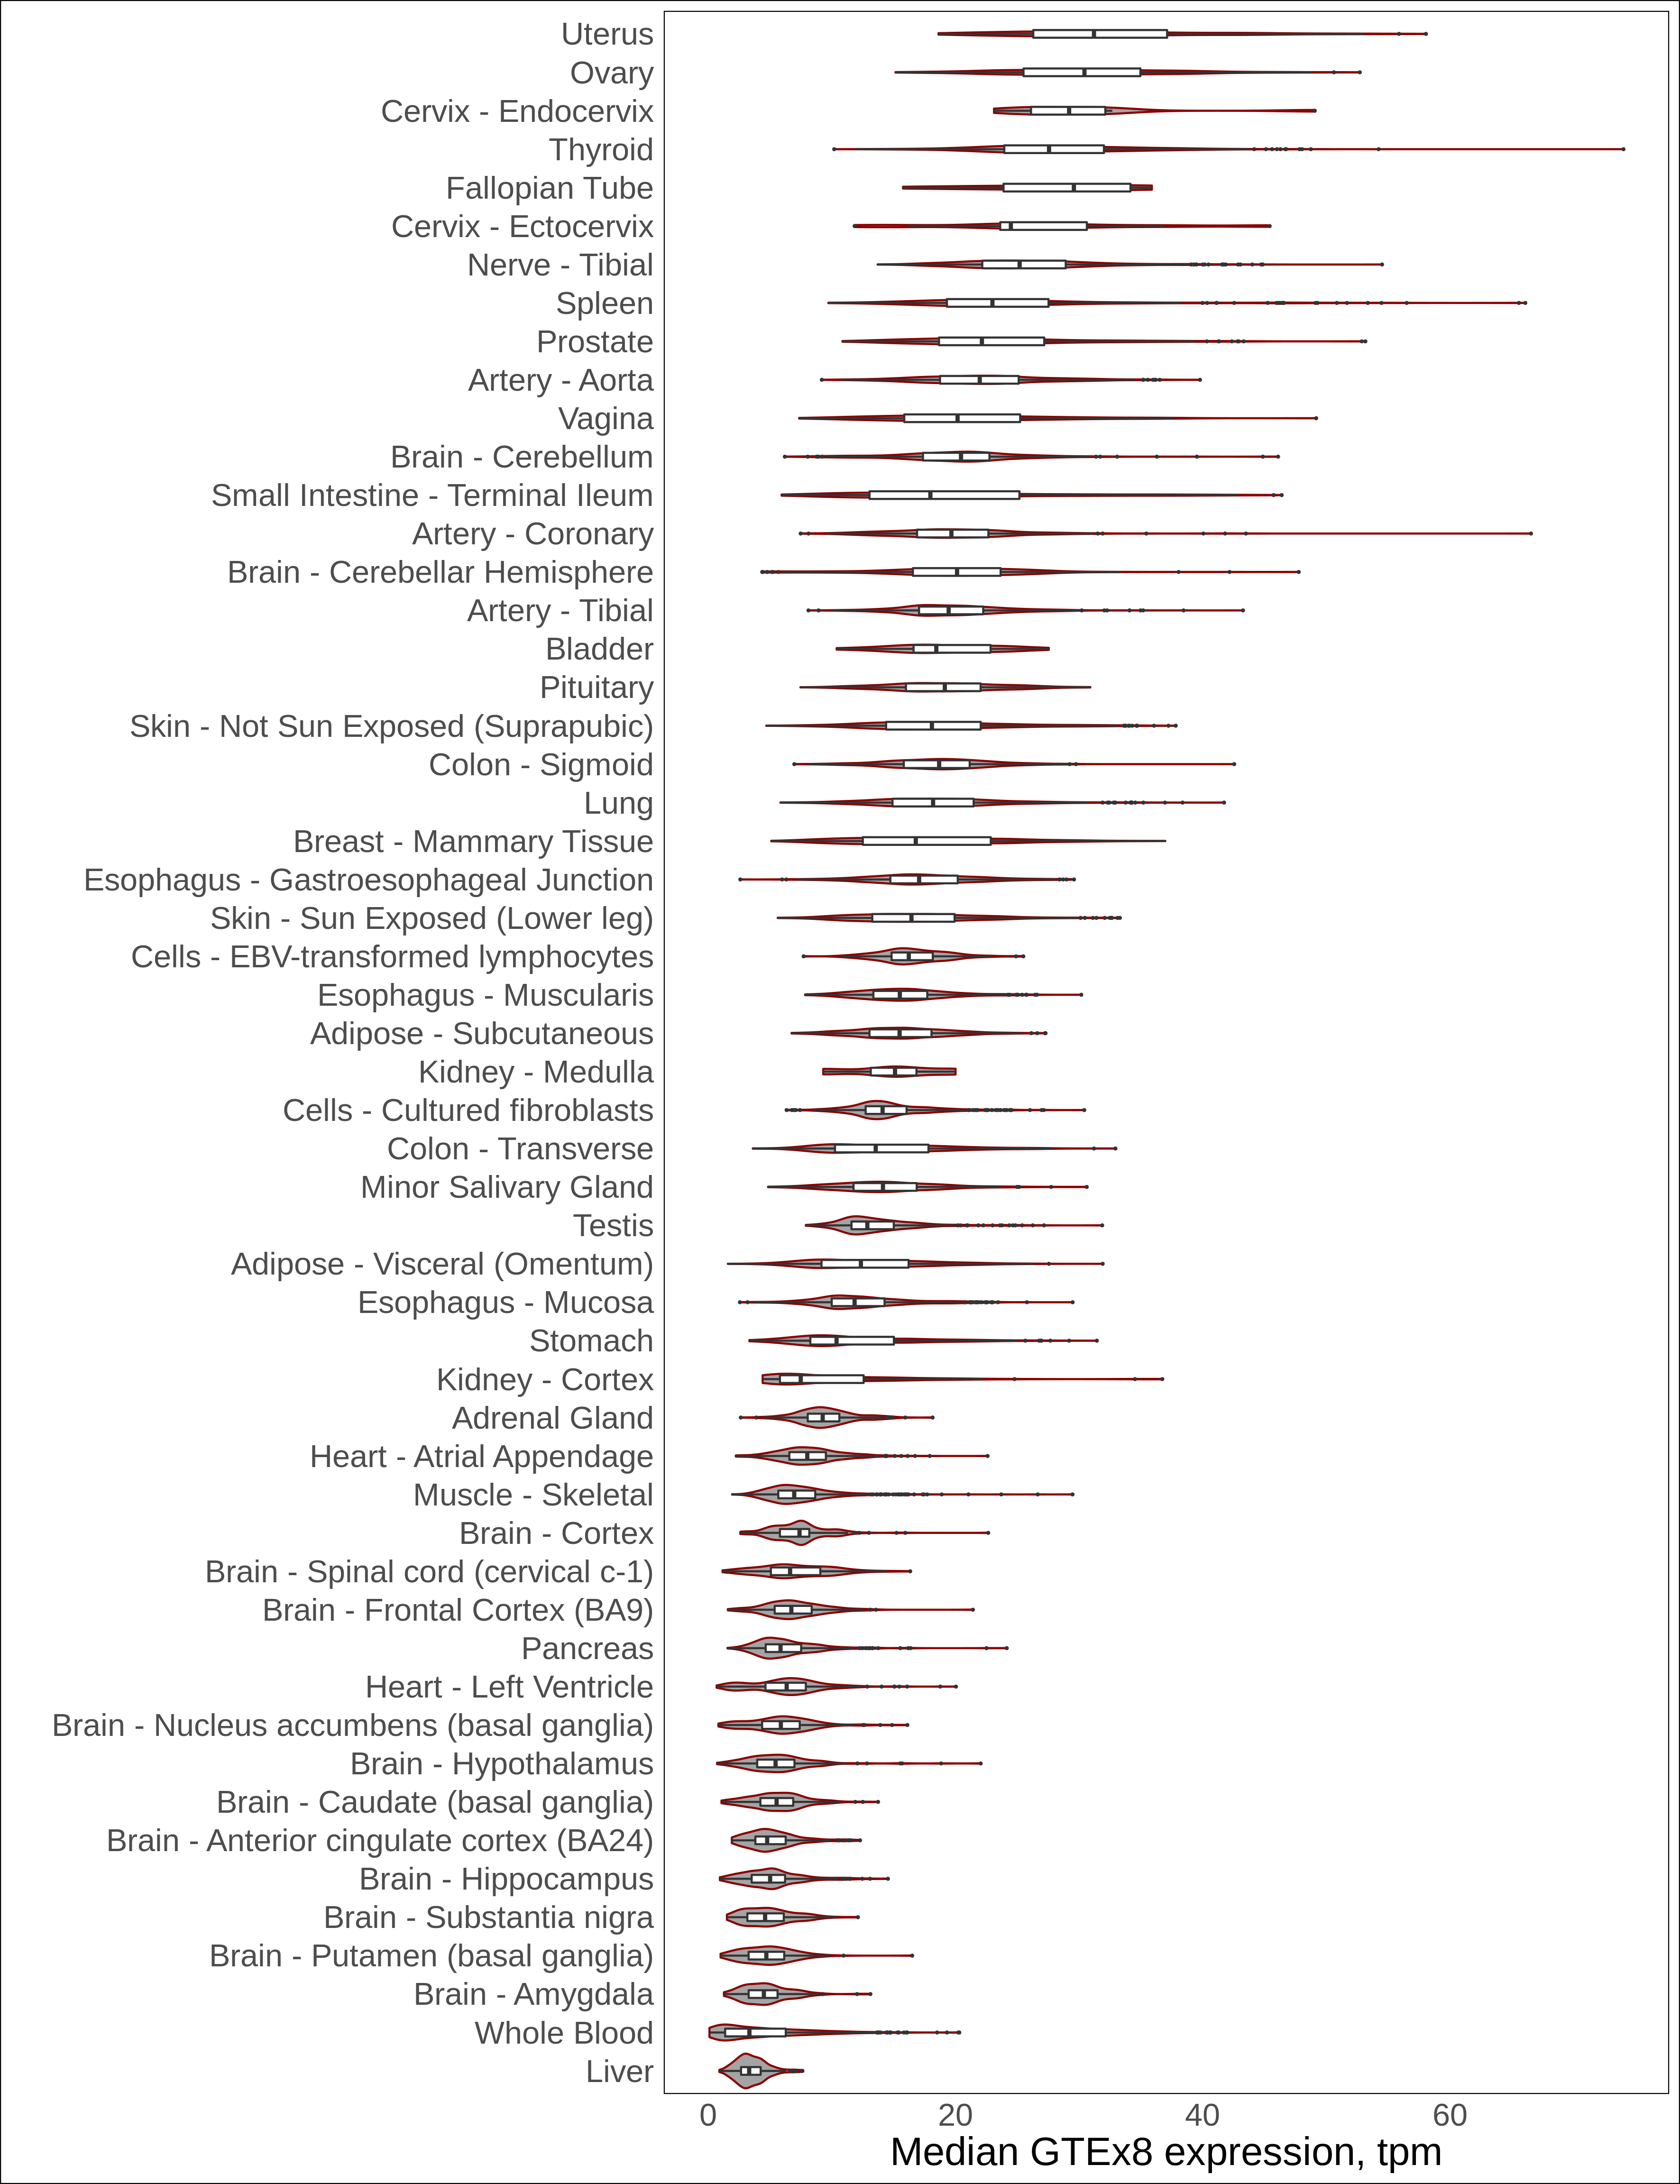 Uterus
Ovary
Cervix - Endocervix
Thyroid
Fallopian Tube
Cervix - Ectocervix
Nerve - Tibial
Spleen
Prostate
Artery - Aorta
Vagina
Brain - Cerebellum
Small Intestine - Terminal Ileum
Artery - Coronary
Brain - Cerebellar Hemisphere
Artery - Tibial
Bladder
Pituitary
Skin - Not Sun Exposed (Suprapubic)
Colon - Sigmoid
Lung
Breast - Mammary Tissue
Esophagus - Gastroesophageal Junction
Skin - Sun Exposed (Lower leg)
Cells - EBV-transformed lymphocytes
Esophagus - Muscularis
Adipose - Subcutaneous
Kidney - Medulla
Cells - Cultured fibroblasts
Colon - Transverse
Minor Salivary Gland
Testis
Adipose - Visceral (Omentum)
Esophagus - Mucosa
Stomach
Kidney - Cortex
Adrenal Gland
Heart - Atrial Appendage
Muscle - Skeletal
Brain - Cortex
Brain - Spinal cord (cervical c-1)
Brain - Frontal Cortex (BA9)
Pancreas
Heart - Left Ventricle
Brain - Nucleus accumbens (basal ganglia)
Brain - Hypothalamus
Brain - Caudate (basal ganglia)
Brain - Anterior cingulate cortex (BA24)
Brain - Hippocampus
Brain - Substantia nigra
Brain - Putamen (basal ganglia)
Brain - Amygdala
Whole Blood
Liver
0 20 40 60
Median GTEx8 expression, tpm